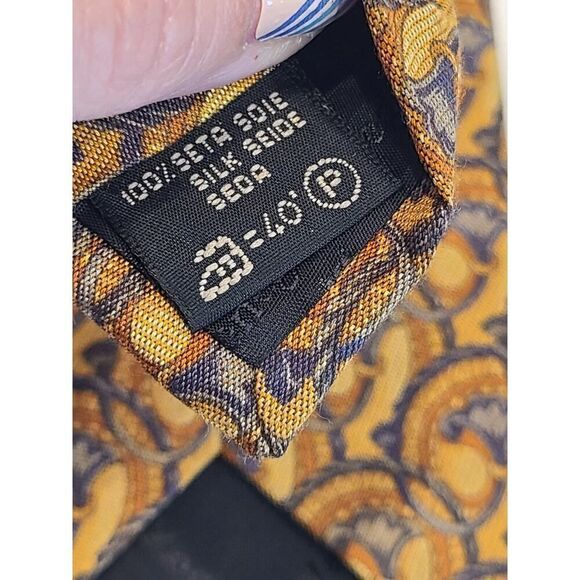 100% SETA SOIE
SILK SEIDE
SEDA
= 40' P